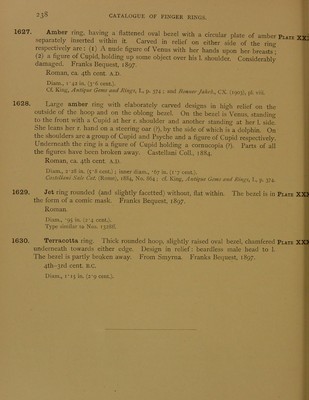 238 CATALOGUE OF FINGER RINGS.
1627. Amber ring, having a flattened oval bezel with a circular plate of amber PLATE XX
separately inserted within it. Carved in relief on either side of the ring
respectively are: (1) A nude figure of Venus with her hands upon her breasts;
(2) a figure of Cupid, holding up some object over his l. shoulder. Considerably
damaged. Franks Bequest, 1897.
Roman, ca. 4th cent. A.D.
Diam., 1·42 in. (3·6 cent.).
Cf. King, Antique Gems and Rings, I., p. 374; and Bonner Jahrb., CX. (1903), pl. viii.
1628. Large amber ring with elaborately carved designs in high relief on the
outside of the hoop and on the oblong bezel. On the bezel is Venus, standing
to the front with a Cupid at her r. shoulder and another standing at her l. side.
She leans her r. hand on a steering oar (?), by the side of which is a dolphin. On
the shoulders are a group of Cupid and Psyche and a figure of Cupid respectively.
Underneath the ring is a figure of Cupid holding a cornucopia (?). Parts of all
the figures have been broken away. Castellani Coll., 1884.
Roman, ca. 4th cent. A.D.
Diam., 2·28 in. (5·8 cent.); inner diam., ·67 in. (1·7 cent.).
Castellani Sale Cat. (Rome), 1884, No. 864; cf. King, Antique Gems and Rings, I., p. 374.
1629. Jet ring rounded (and slightly facetted) without, flat within. The bezel is in PLATE XX
the form of a comic mask. Franks Bequest, 1897.
Roman.
Diam., ·95 in. (2·4 cent.).
Type similar to Nos.
1630. Terracotta ring. Thick rounded hoop, slightly raised oval bezel, chamfered PLATE XX
underneath towards either edge. Design in relief: beardless male head to l.
The bezel is partly broken away. From Smyrna. Franks Bequest, 1897.
4th-3rd cent. B.C.
Diam., 1·15 in. (2·9 cent.).